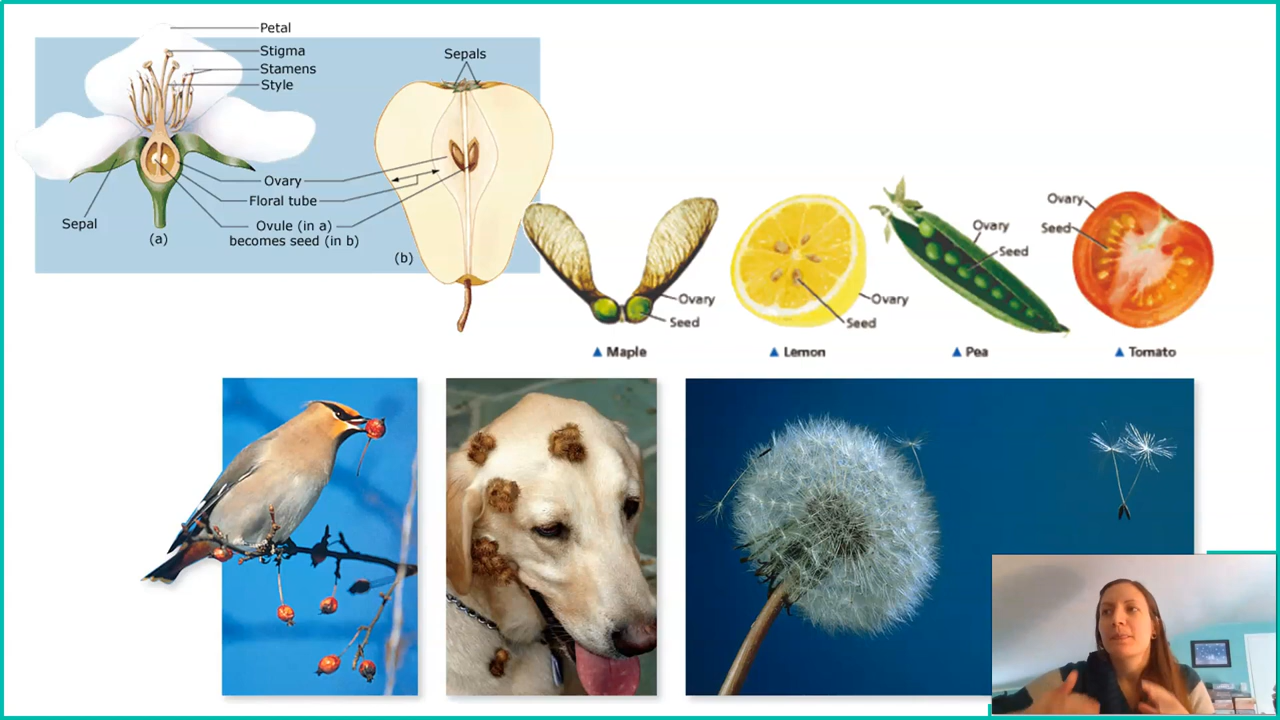 Petal
Stigma
Stamens
Style
Sepal
(a)
Sepals
Ovary
Floral tube
Ovule (in a)
becomes seed (in b)
(b)
Ovary
Seed
Maple
Ovary
Seed
Lemon
Ovary
Seed
Pea
Ovary
Seed
Tomato